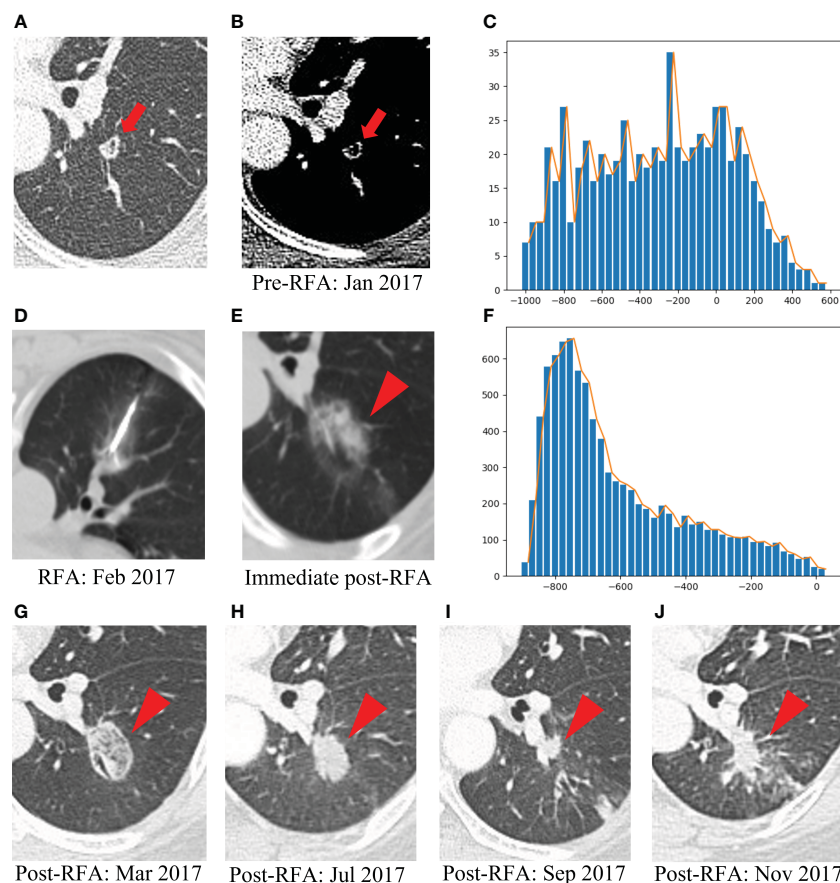 A
B
C
35
30
25
20
15
10
5
0
−1000 −800 −600 −400 −200 0 200 400 600
Pre-RFA: Jan 2017
D
E
F
600
500
400
300
200
100
0
−800 −600 −400 −200 0
RFA: Feb 2017
Immediate post-RFA
G
H
I
J
Post-RFA: Mar 2017
Post-RFA: Jul 2017
Post-RFA: Sep 2017
Post-RFA: Nov 2017